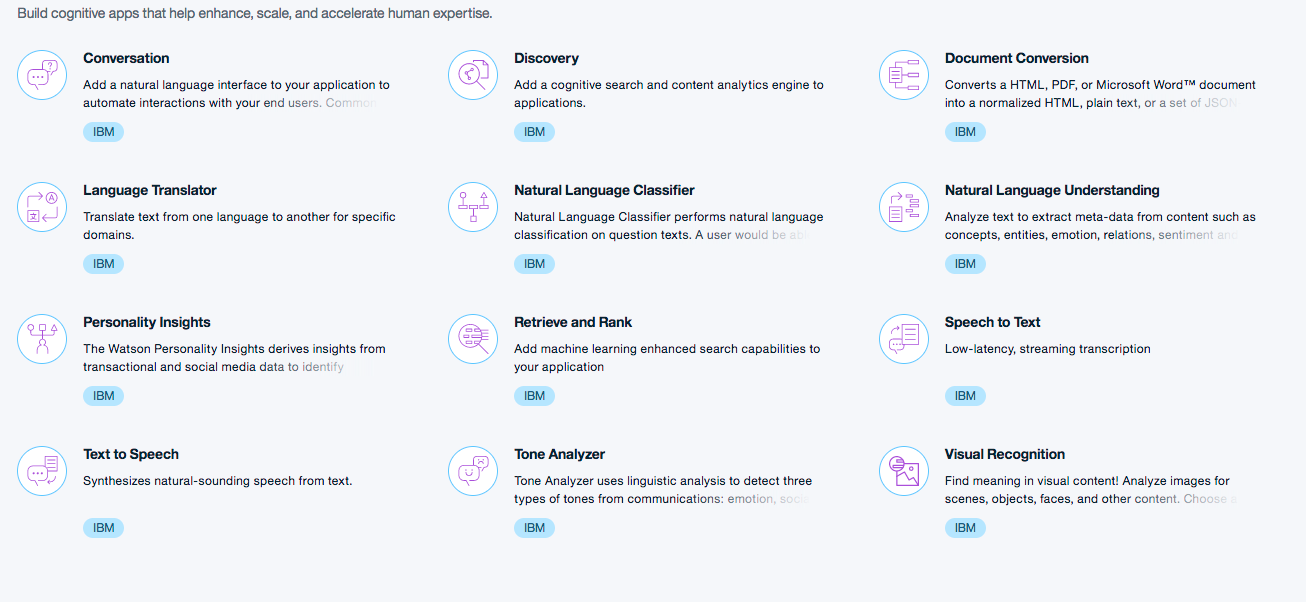 Build cognitive apps that help enhance, scale, and accelerate human expertise.
Conversation
Add a natural language interface to your application to
automate interactions with your end users. Common
IBM
Discovery
Add a cognitive search and content analytics engine to
applications.
IBM
Document Conversion
Converts a HTML, PDF, or Microsoft Word™ document
into a normalized HTML, plain text, or a set of JSON
IBM
Language Translator
Translate text from one language to another for specific
domains.
IBM
Natural Language Classifier
Natural Language Classifier performs natural language
classification on question texts. A user would be able
IBM
Natural Language Understanding
Analyze text to extract meta-data from content such as
concepts, entities, emotion, relations, sentiment and
IBM
Personality Insights
The Watson Personality Insights derives insights from
transactional and social media data to identify
IBM
Retrieve and Rank
Add machine learning enhanced search capabilities to
your application
IBM
Speech to Text
Low-latency, streaming transcription
IBM
Text to Speech
Synthesizes natural-sounding speech from text.
IBM
Tone Analyzer
Tone Analyzer uses linguistic analysis to detect three
types of tones from communications: emotion,
IBM
Visual Recognition
Find meaning in visual content! Analyze images for
scenes, objects, faces, and other content. Choose a
IBM